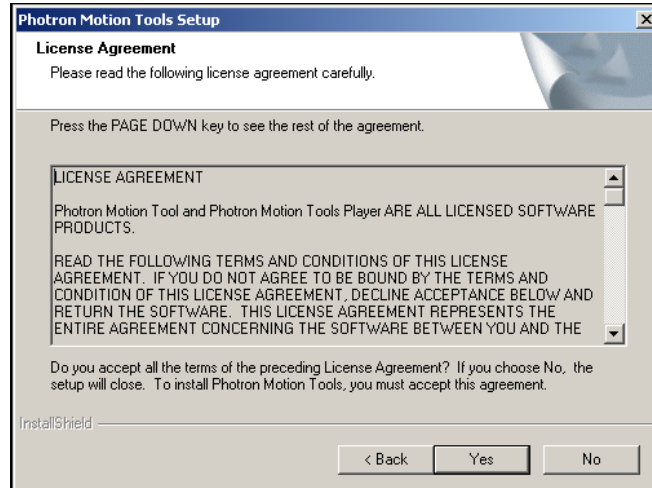 Photron Motion Tools Setup
License Agreement
Please read the following license agreement carefully.
Press the PAGE DOWN key to see the rest of the agreement.
LICENSE AGREEMENT
Photron Motion Tool and Photron Motion Tools Player ARE ALL LICENSED SOFTWARE
PRODUCTS.
READ THE FOLLOWING TERMS AND CONDITIONS OF THIS LICENSE
AGREEMENT.  IF YOU DO NOT AGREE TO BE BOUND BY THE TERMS AND
CONDITION OF THIS LICENSE AGREEMENT, DECLINE ACCEPTANCE BELOW AND
RETURN THE SOFTWARE.  THIS LICENSE AGREEMENT REPRESENTS THE
ENTIRE AGREEMENT CONCERNING THE SOFTWARE BETWEEN YOU AND THE
Do you accept all the terms of the preceding License Agreement?  If you choose No,  the
setup will close.  To install Photron Motion Tools, you must accept this agreement.
InstallShield
< Back
Yes
No